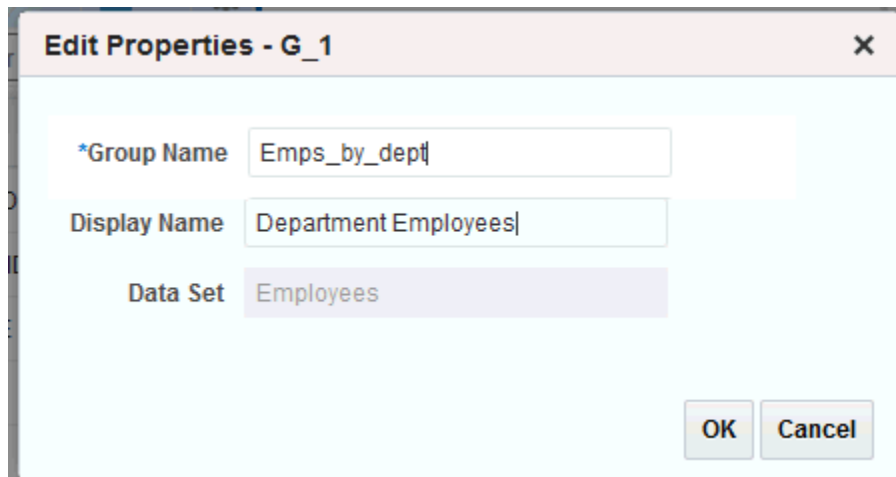 Edit Properties - G_1
*Group Name Emps_by_dept
Display Name Department Employees
Data Set Employees
OK Cancel